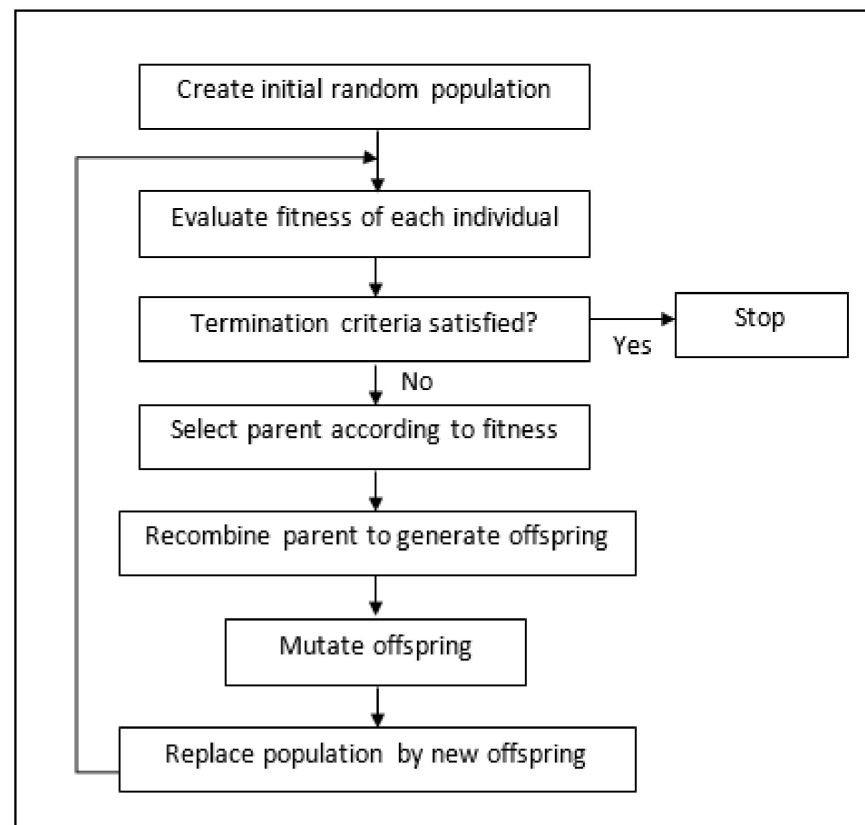 Create initial random population
Evaluate fitness of each individual
Termination criteria satisfied?
Stop
Yes
No
Select parent according to fitness
Recombine parent to generate offspring
Mutate offspring
Replace population by new offspring